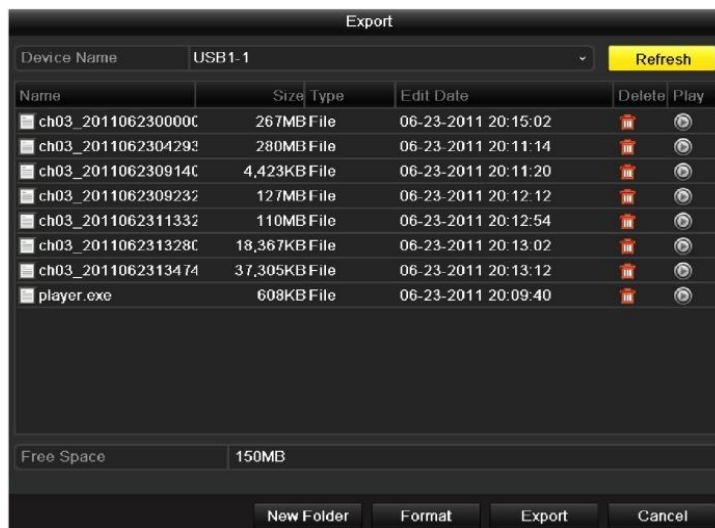 Export
Device Name USB1-1 Refresh
Name Size Type Edit Date Delete Play
ch03_201106230000C 267MB File 06-23-2011 20:15:02
ch03_2011062304293 280MB File 06-23-2011 20:11:14
ch03_201106230914C 4,423KB File 06-23-2011 20:11:20
ch03_2011062309232 127MB File 06-23-2011 20:12:12
ch03_2011062311332 110MB File 06-23-2011 20:12:54
ch03_201106231328C 18,367KB File 06-23-2011 20:13:02
ch03_2011062313474 37,305KB File 06-23-2011 20:13:12
player.exe 608KB File 06-23-2011 20:09:40
Free Space 150MB
New Folder Format Export Cancel